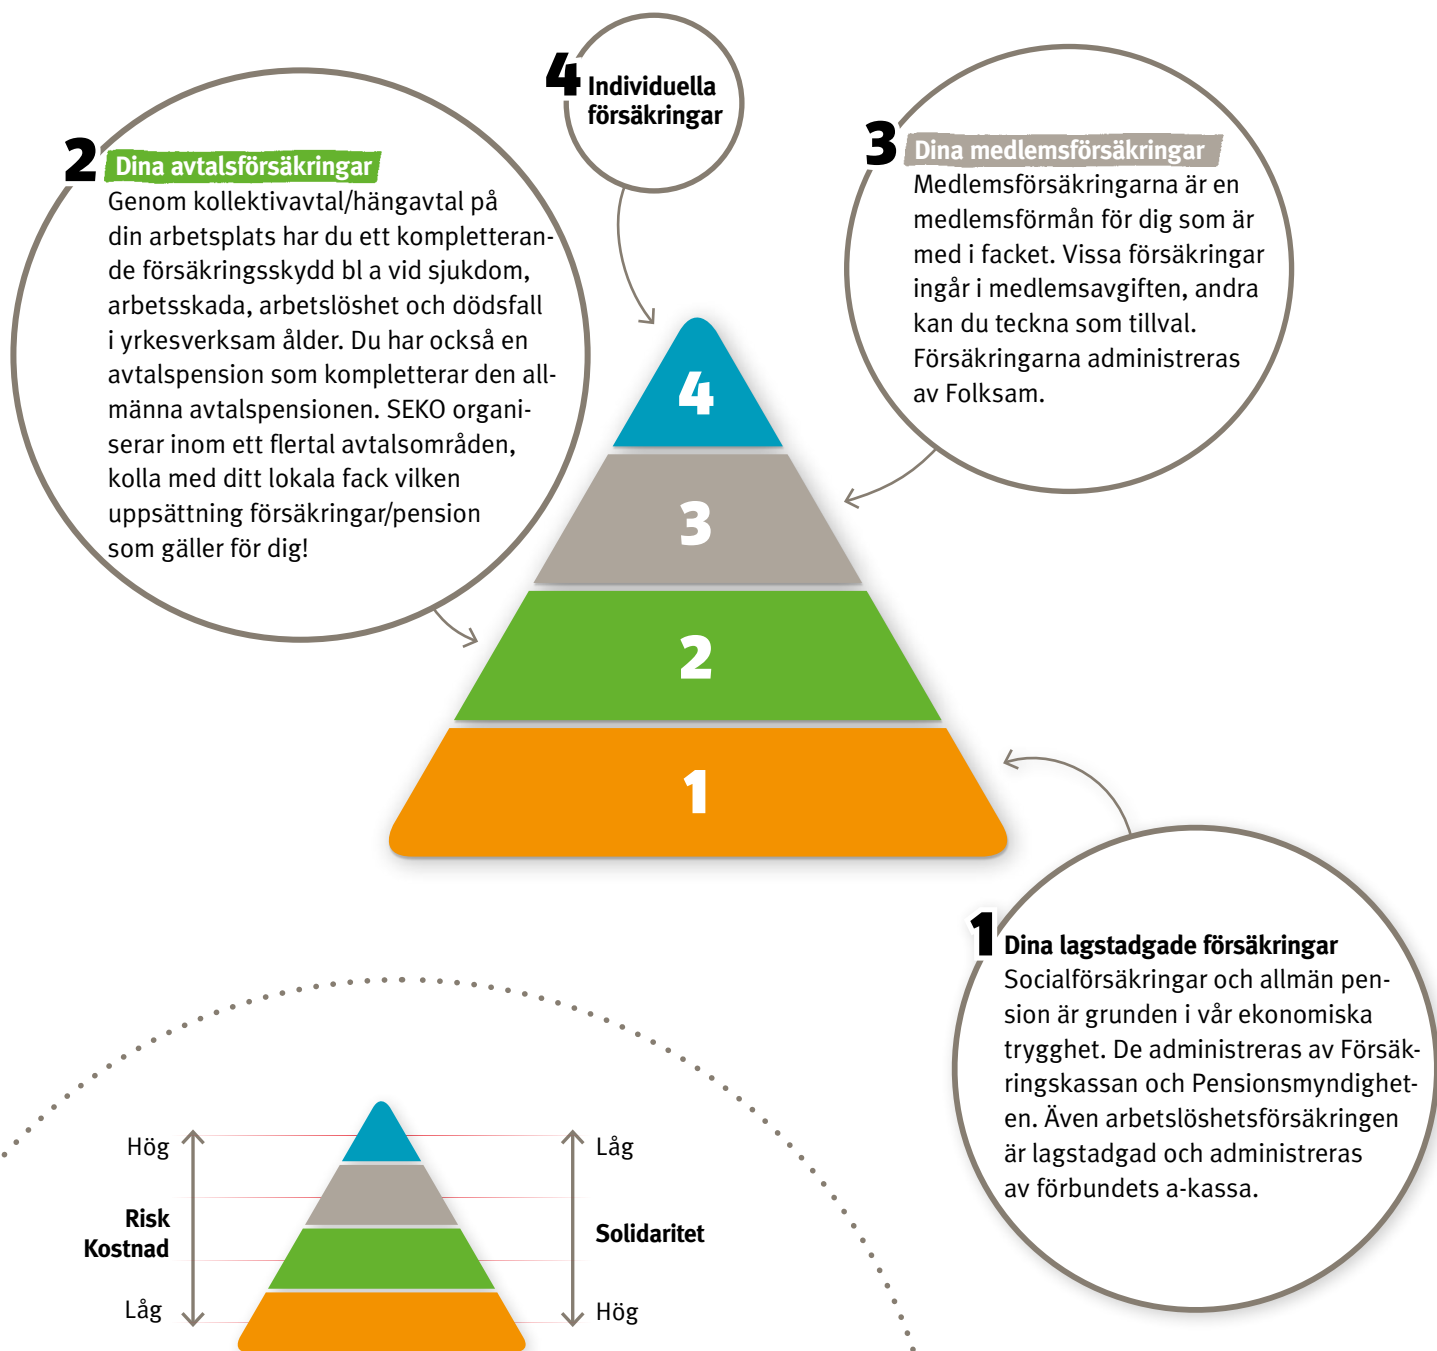 4 Individuella
försäkringar
2 Dina avtalsförsäkringar
Genom kollektivavtal/hängavtal på
din arbetsplats har du ett kompletteran-
de försäkringsskydd bl a vid sjukdom,
arbetsskada, arbetslöshet och dödsfall
i yrkesverksam ålder. Du har också en
avtalspension som kompletterar den all-
männa avtalspensionen. SEKO organi-
serar inom ett flertal avtalsområden,
kolla med ditt lokala fack vilken
uppsättning försäkringar/pension
som gäller för dig!
3 Dina medlemsförsäkringar
Medlemsförsäkringarna är en
medlemsförmån för dig som är
med i facket. Vissa försäkringar
ingår i medlemsavgiften, andra
kan du teckna som tillval.
Försäkringarna administreras
av Folksam.
4
3
2
1
1 Dina lagstadgade försäkringar
Socialförsäkringar och allmän pen-
sion är grunden i vår ekonomiska
trygghet. De administreras av Försäk-
ringskassan och Pensionsmyndighet-
en. Även arbetslöshetsförsäkringen
är lagstadgad och administreras
av förbundets a-kassa.
Hög
Risk
Kostnad
Låg
Låg
Solidaritet
Hög